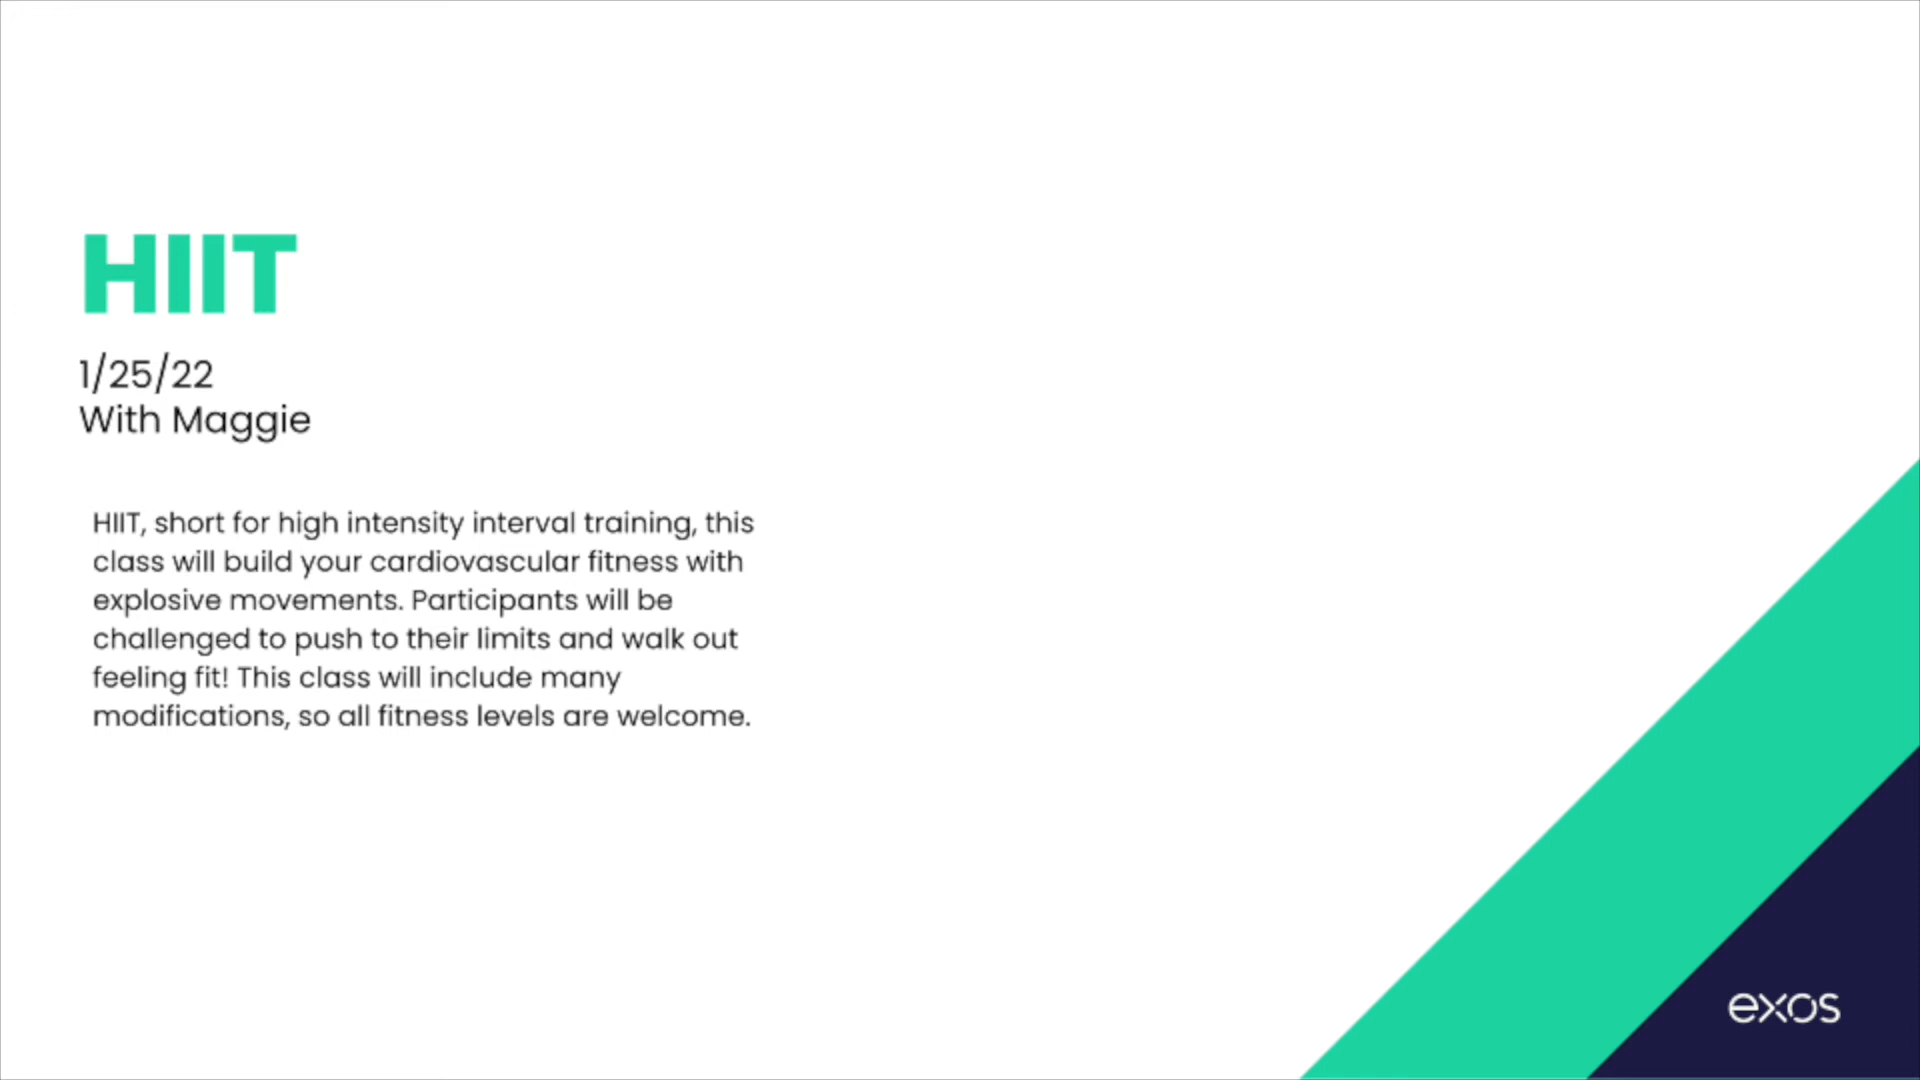 HIIT
1/25/22
With Maggie
HIIT, short for high intensity interval training, this
class will build your cardiovascular fitness with
explosive movements. Participants will be
challenged to push to their limits and walk out
feeling fit! This class will include many
modifications, so all fitness levels are welcome.
exos